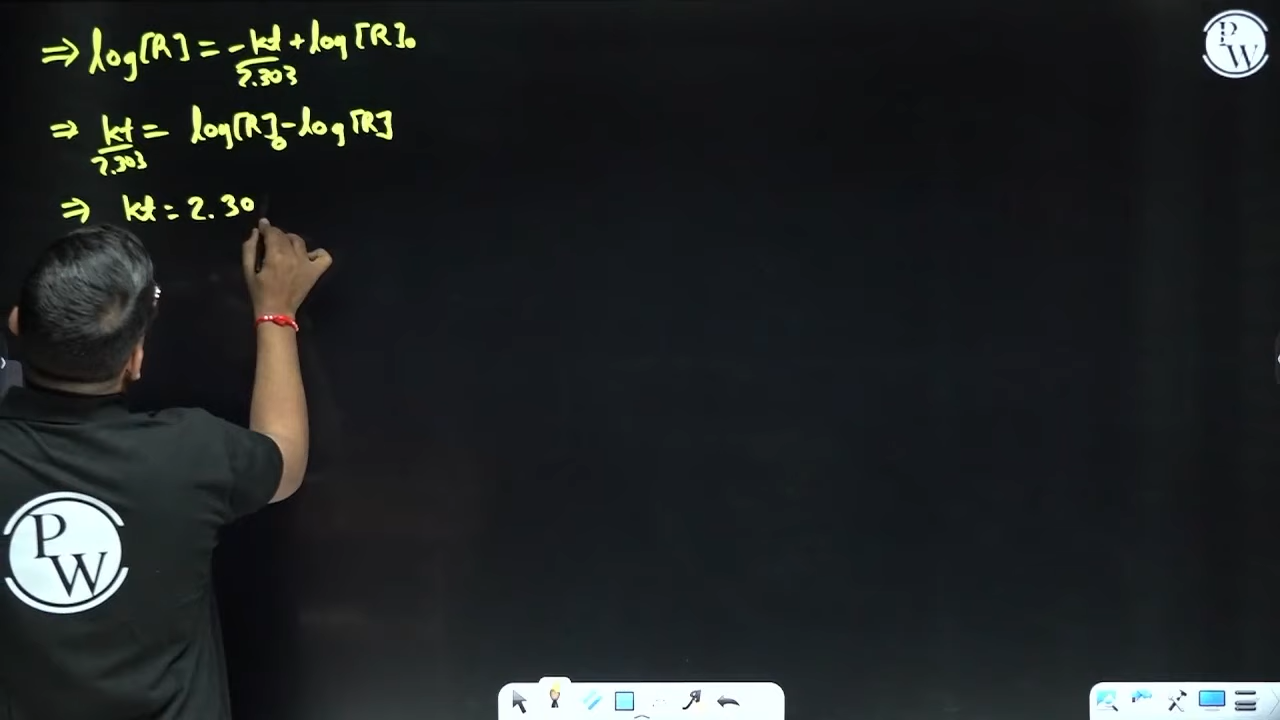 ⇒ log[R] = -kt/2.303 + log[R]₀
⇒ kt/2.303 = log[R]₀ - log[R]
⇒ kt = 2.30
PW
PW